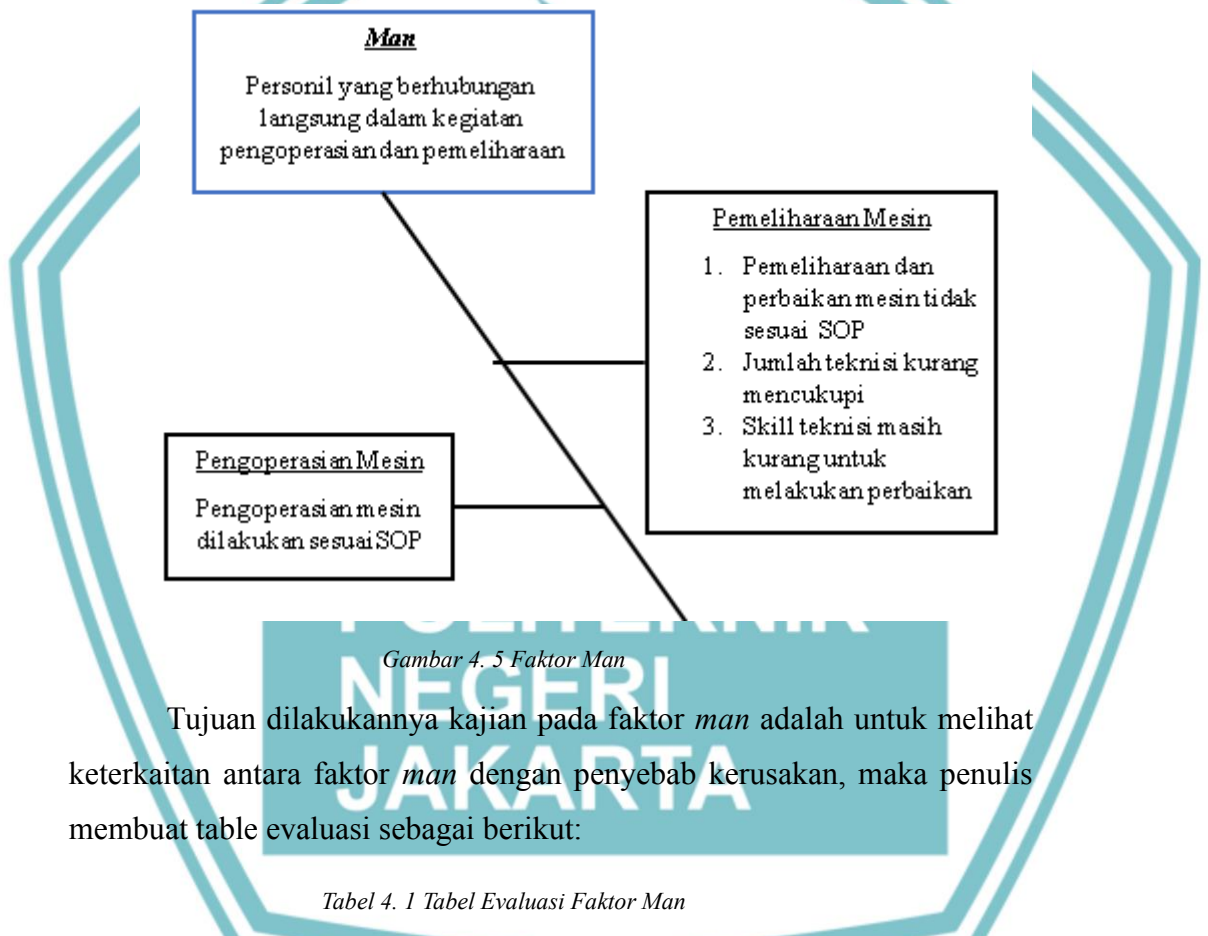 Man
Personil yang berhubungan
langsung dalam kegiatan
pengoperasian dan pemeliharaan
Pemeliharaan Mesin
1. Pemeliharaan dan
perbaikan mesin tidak
sesuai SOP
2. Jumlah teknisi kurang
mencukupi
3. Skill teknisi masih
kurang untuk
melakukan perbaikan
Pengoperasian Mesin
Pengoperasian mesin
dilakukan sesuai SOP
POLITEKNIK
NEGERI
JAKARTA
Gambar 4. 5 Faktor Man
Tujuan dilakukannya kajian pada faktor man adalah untuk melihat
keterkaitan antara faktor man dengan penyebab kerusakan, maka penulis
membuat table evaluasi sebagai berikut:
Tabel 4. 1 Tabel Evaluasi Faktor Man